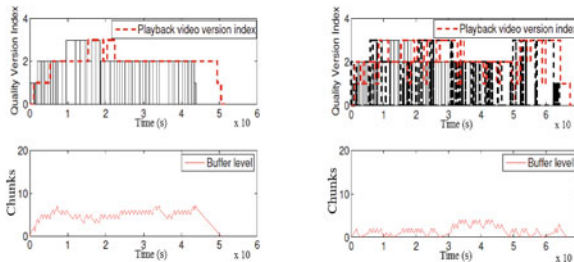 Quality Version Index
4
2
0
Playback video version index
0 1 2 3 4 5 6
Time (s)
x 10
Quality Version Index
4
2
0
Playback video version index
0 1 2 3 4 5 6 7
Time (s)
x 10
Chunks
20
10
0
Buffer level
0 1 2 3 4 5 6
Time (s)
x 10
Chunks
20
10
0
Buffer level
0 1 2 3 4 5 6 7
Time (s)
x 10